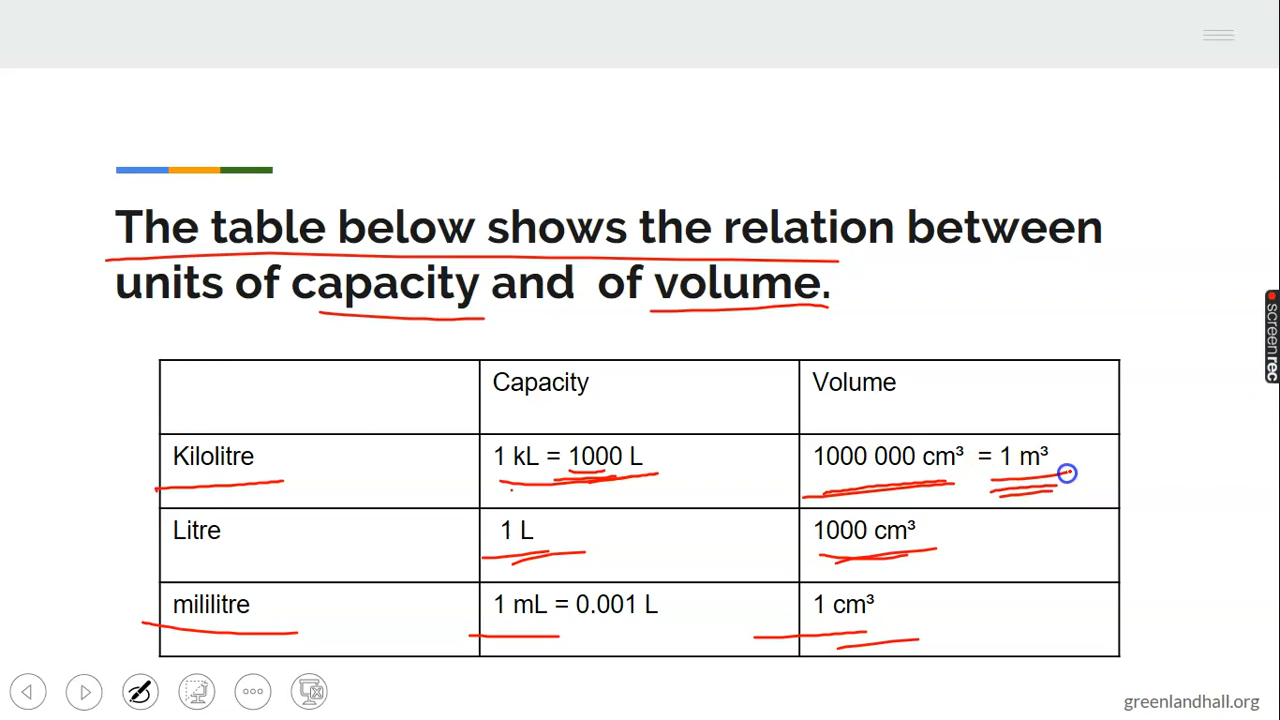 The table below shows the relation between
units of capacity and of volume.
Capacity Volume
Kilolitre 1 kL = 1000 L 1000 000 cm³ = 1 m³
Litre 1 L 1000 cm³
mililitre 1 mL = 0.001 L 1 cm³
screenrec
greenlandhall.org